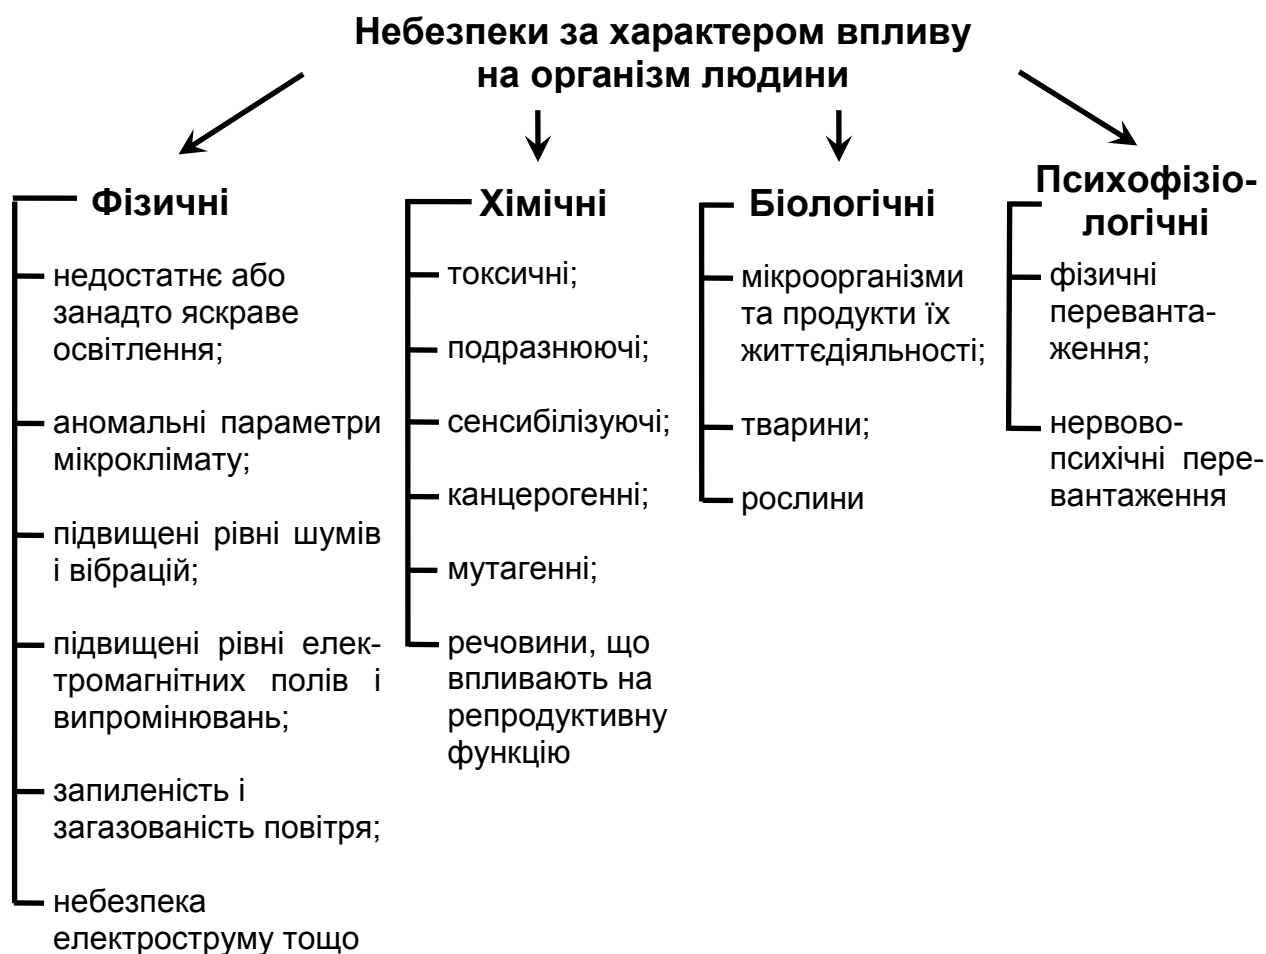 Небезпеки за характером впливу
на організм людини
Фізичні
недостатнє або
занадто яскраве
освітлення;
аномальні параметри
мікроклімату;
підвищені рівні шумів
і вібрацій;
підвищені рівні елек-
тромагнітних полів і
випромінювань;
запиленість і
загазованість повітря;
небезпека
електроструму тощо
Хімічні
токсичні;
подразнюючі;
сенсибілізуючі;
канцерогенні;
мутагенні;
речовини, що
впливають на
репродуктивну
функцію
Біологічні
мікроорганізми
та продукти їх
життєдіяльності;
тварини;
рослини
Психофізіо-
логічні
фізичні
переванта-
ження;
нервово-
психічні пере-
вантаження